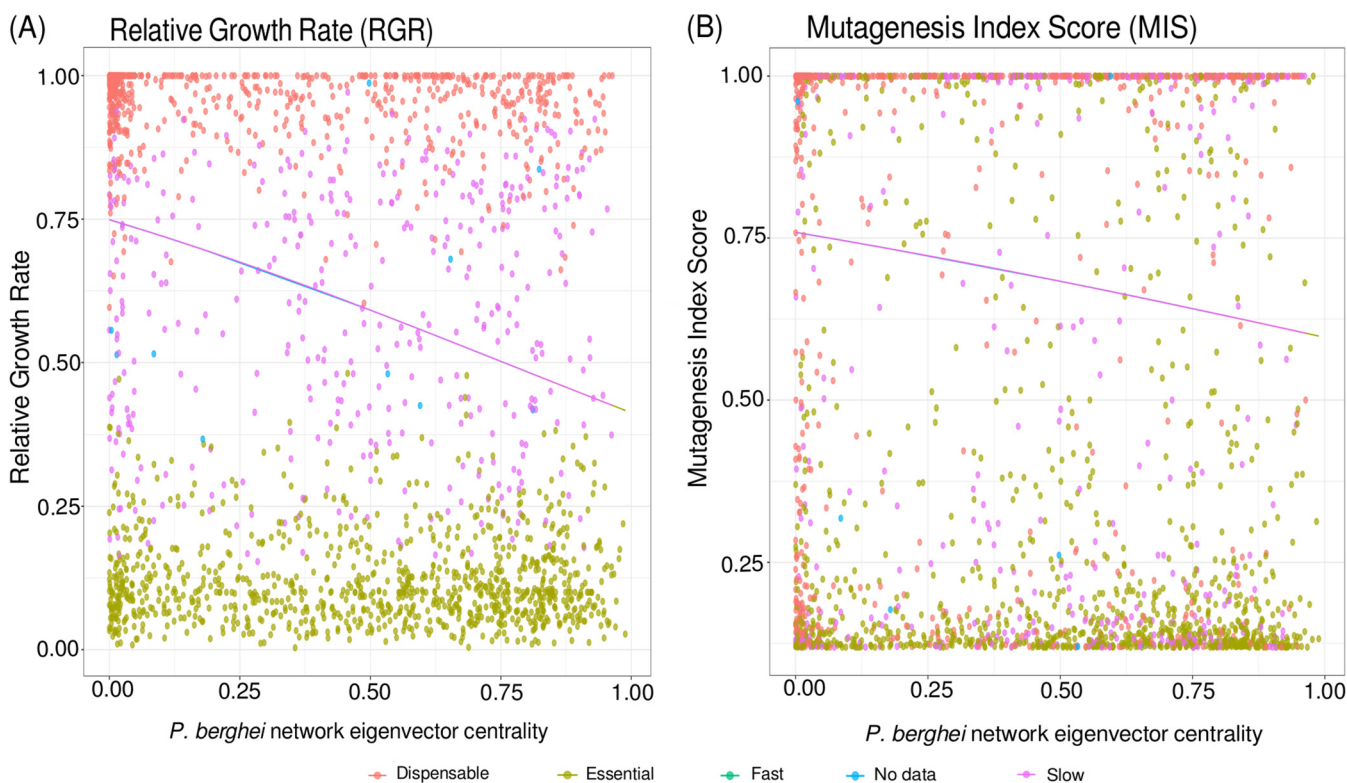 (A) Relative Growth Rate (RGR)
1.00
0.75
0.50
0.25
0.00
Relative Growth Rate
0.00 0.25 0.50 0.75 1.00
P. berghei network eigenvector centrality
(B) Mutagenesis Index Score (MIS)
1.00
0.75
0.50
0.25
Mutagenesis Index Score
0.00 0.25 0.50 0.75 1.00
P. berghei network eigenvector centrality
Dispensable Essential Fast No data Slow